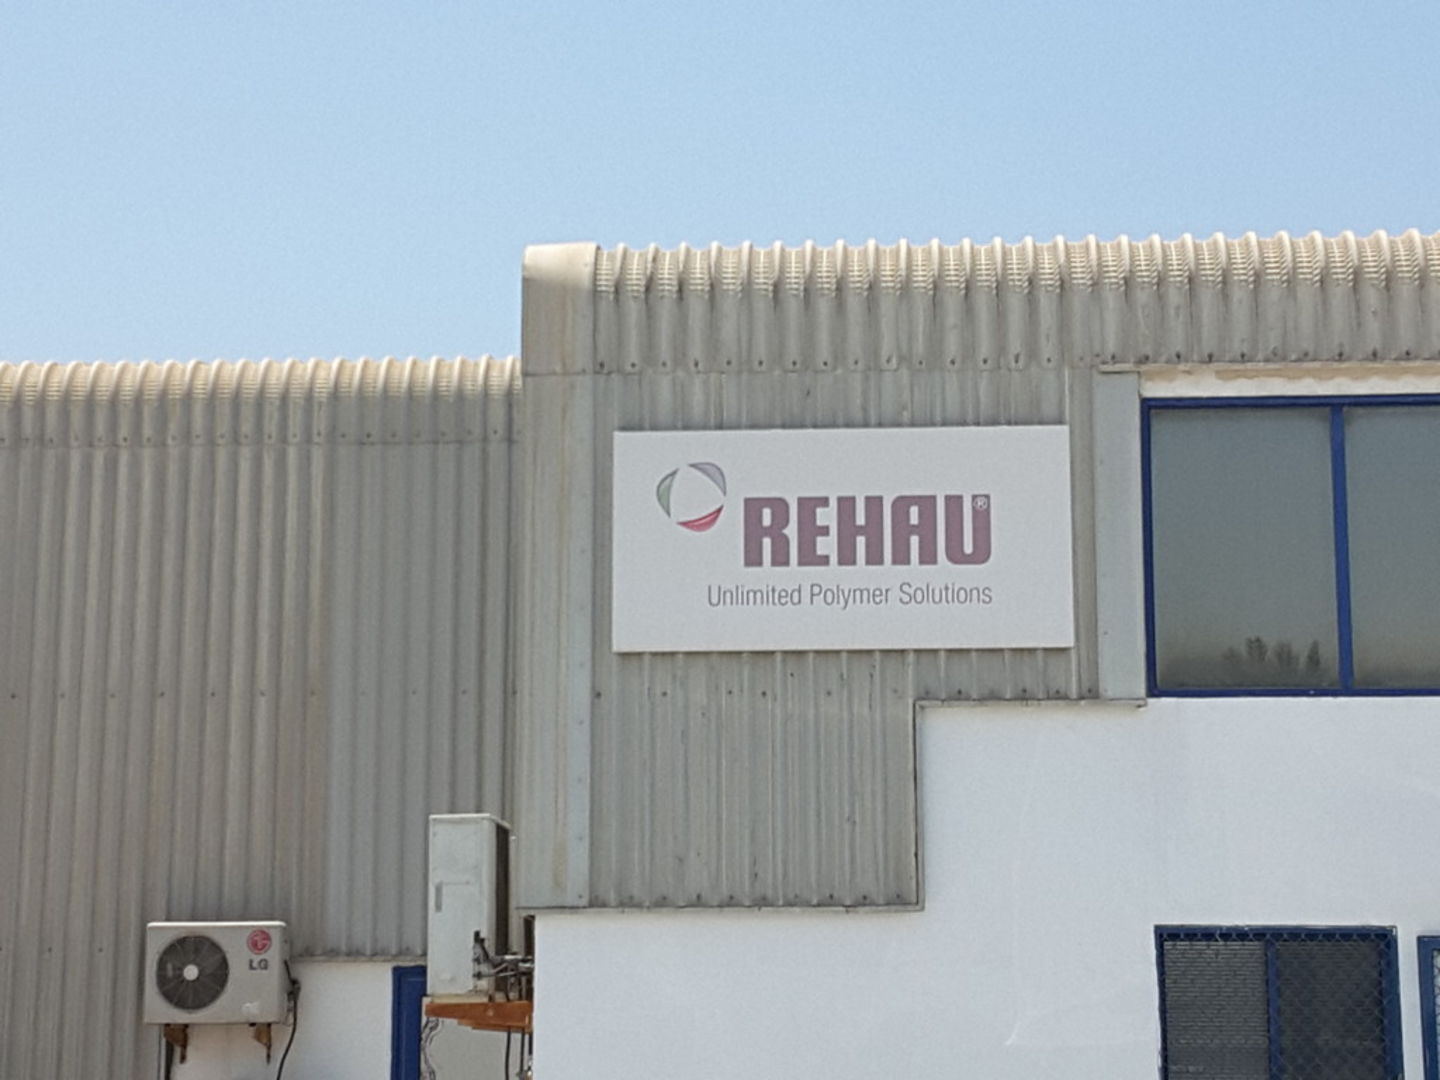 REHAU®
Unlimited Polymer Solutions
LG